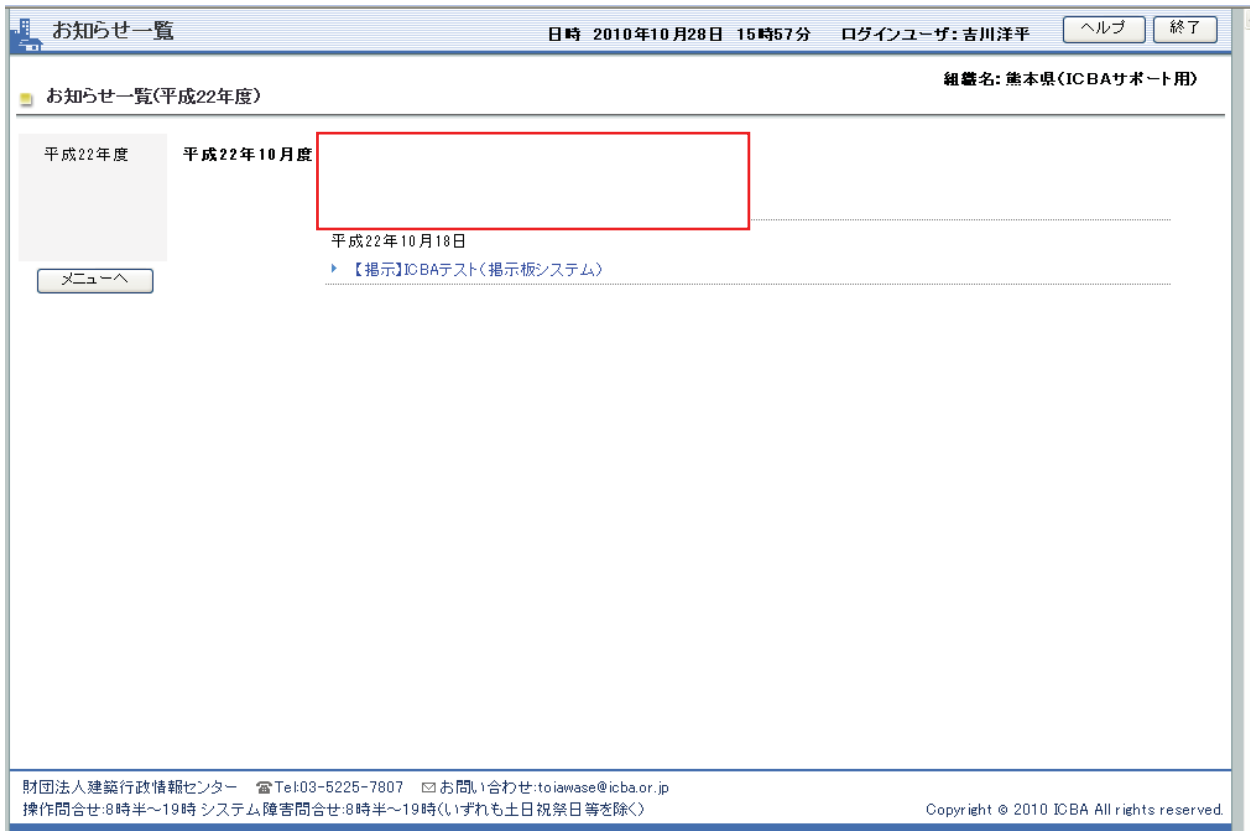 お知らせ一覧
日時 2010年10月28日 15時57分 ログインユーザ:吉川洋平 ヘルプ 終了
組織名:熊本県(ICBAサポート用)
お知らせ一覧(平成22年度)
平成22年度 平成22年10月度
平成22年10月18日
【掲示】ICBAテスト(掲示板システム)
メニューへ
財団法人建築行政情報センター ☎Tel:03-5225-7807 ✉お問い合わせ:toiawase@icba.or.jp
操作問合せ:8時半～19時 システム障害問合せ:8時半～19時(いずれも土日祝祭日等を除く)
Copyright © 2010 ICBA All rights reserved.